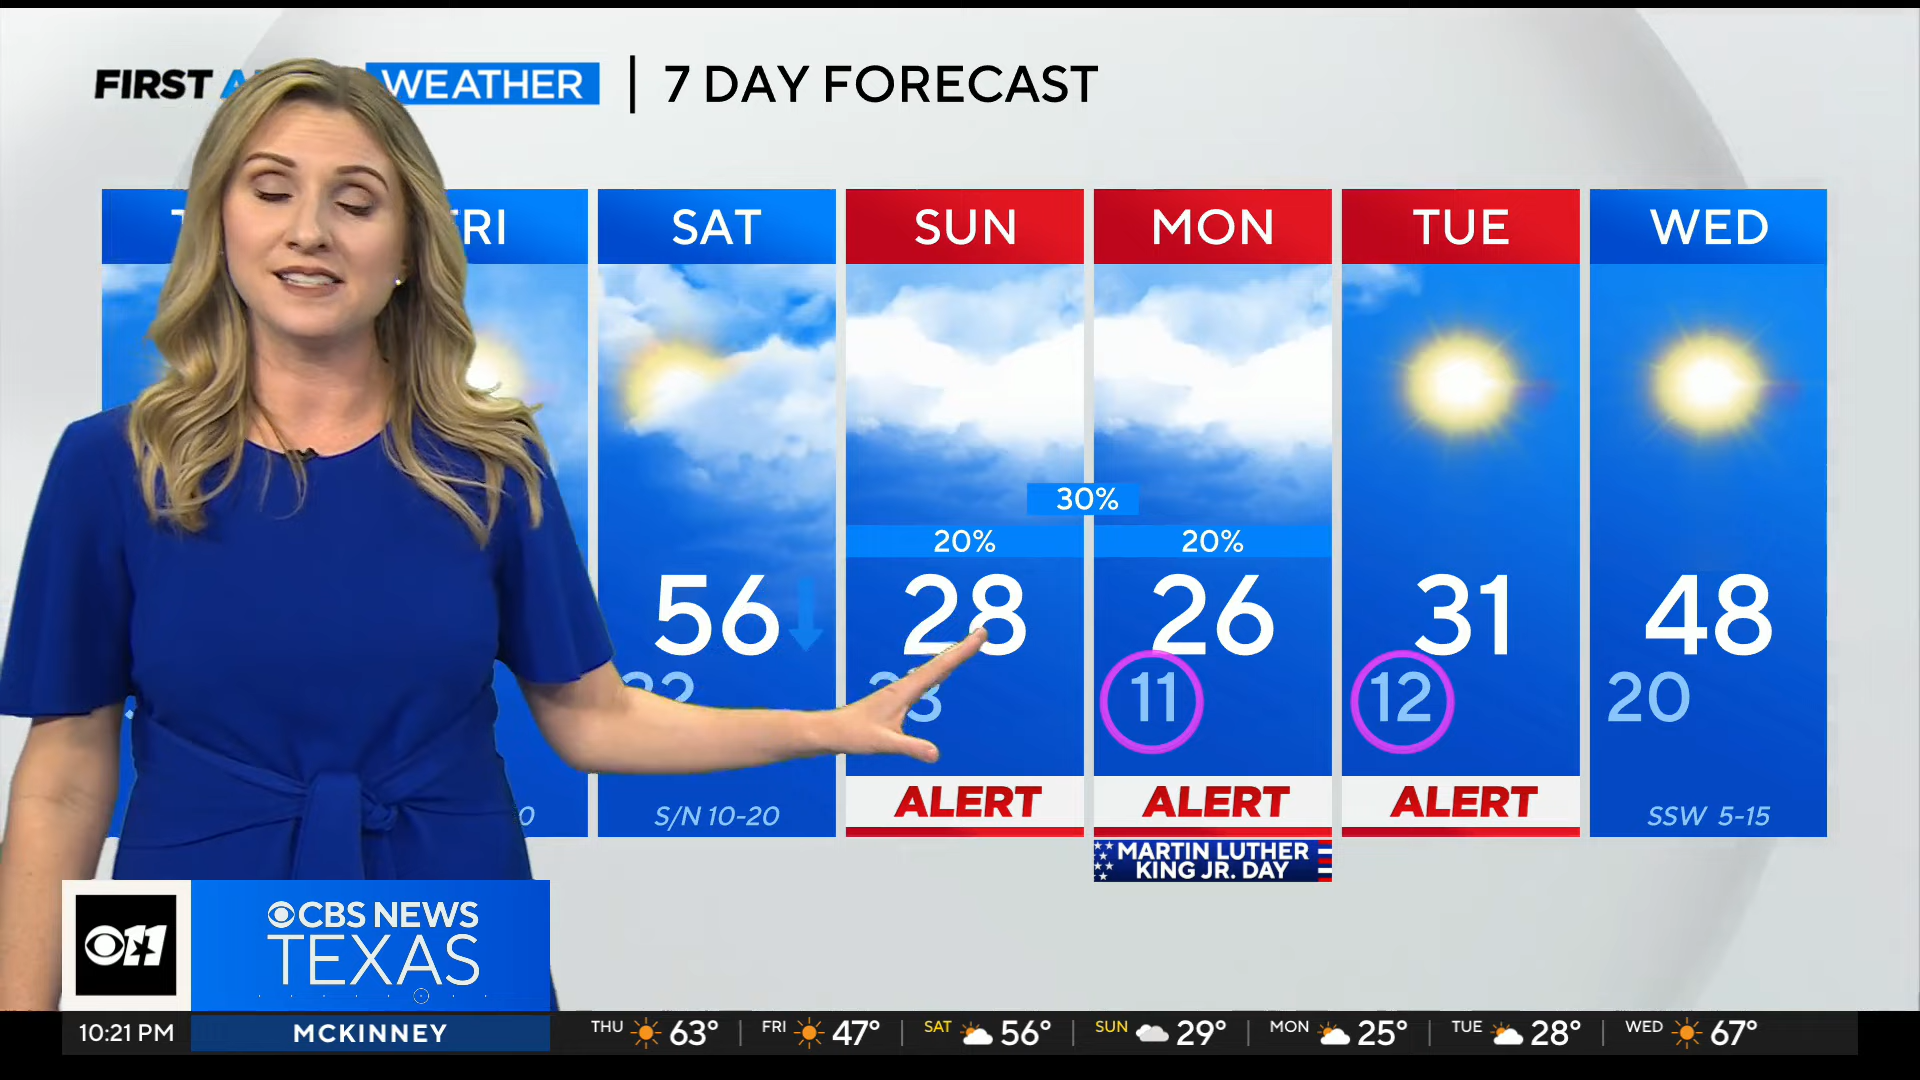 FIRST WEATHER | 7 DAY FORECAST
FRI SAT SUN MON TUE WED
30%
20% 20%
56 28 26 31 48
11 12 20
S/N 10-20 SSW 5-15
ALERT ALERT ALERT
MARTIN LUTHER
KING JR. DAY
11
CBS NEWS
TEXAS
10:21 PM MCKINNEY THU 63° FRI 47° SAT 56° SUN 29° MON 25° TUE 28° WED 67°